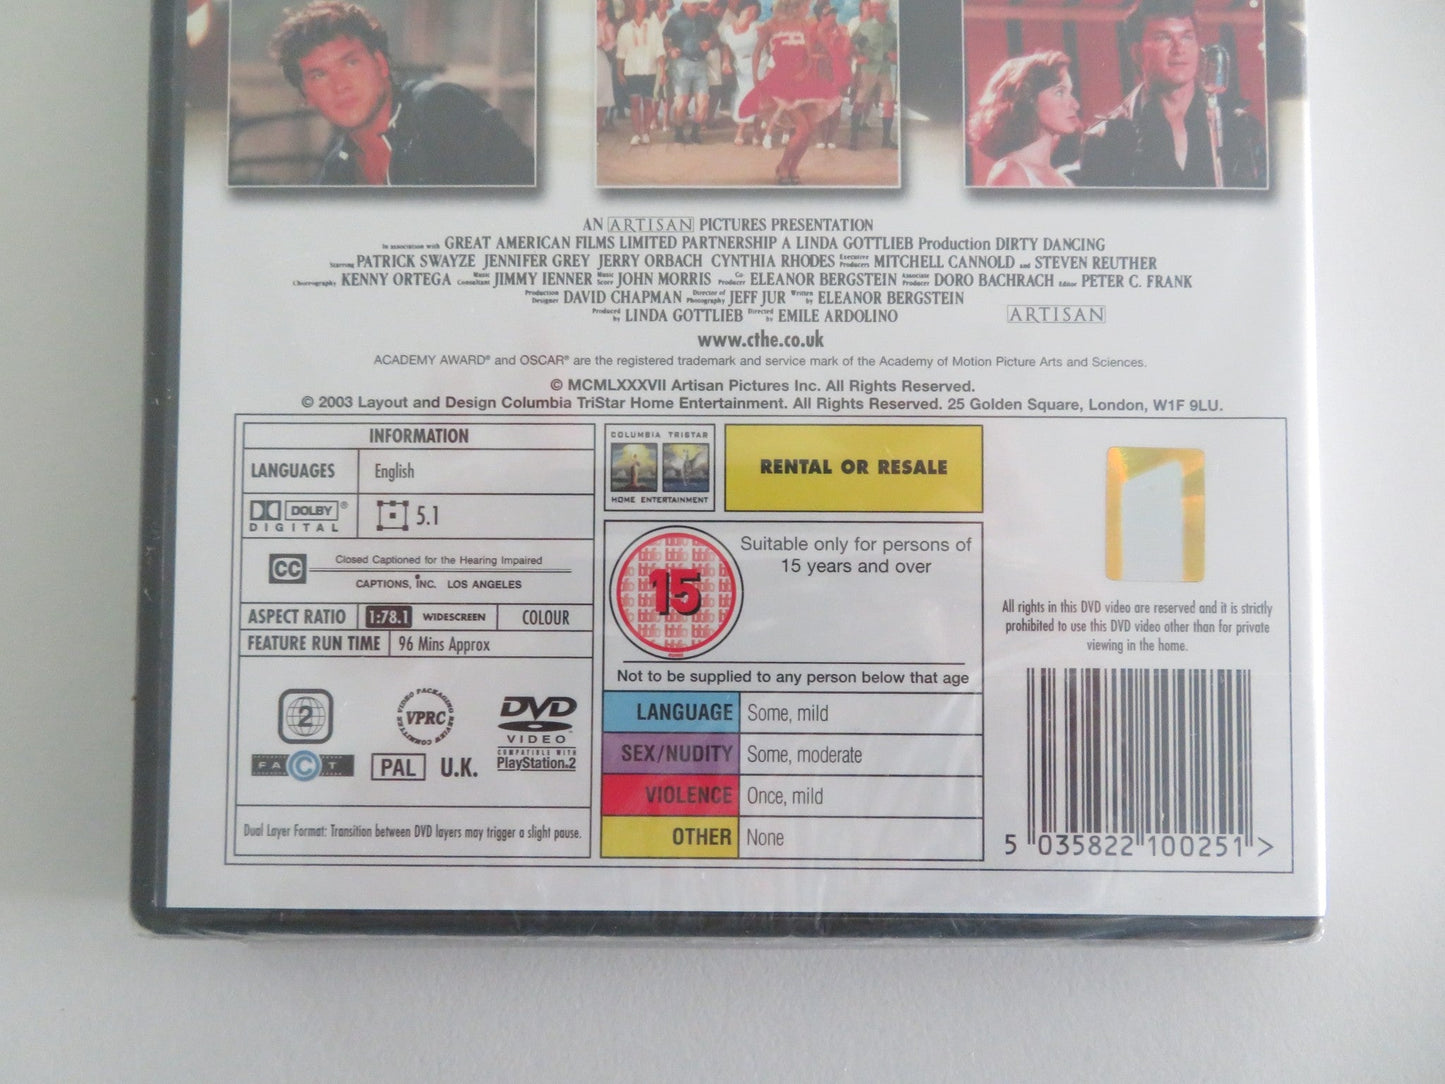 AN ARTISAN PICTURES PRESENTATION
In association with GREAT AMERICAN FILMS LIMITED PARTNERSHIP A LINDA GOTTLIEB Production DIRTY DANCING
Starring PATRICK SWAYZE JENNIFER GREY JERRY ORBACH CYNTHIA RHODES Executive Producers MITCHELL CANNOLD and STEVEN REUTHER
Choreography KENNY ORTEGA Music Consultant JIMMY IENNER Music Score JOHN MORRIS Co- Producer ELEANOR BERGSTEIN Associate Producer DORO BACHRACH Editor PETER C. FRANK
Production Designer DAVID CHAPMAN Director of Photography JEFF JUR Written by ELEANOR BERGSTEIN
Produced by LINDA GOTTLIEB Directed by EMILE ARDOLINO
ARTISAN
www.cthe.co.uk
ACADEMY AWARD® and OSCAR® are the registered trademark and service mark of the Academy of Motion Picture Arts and Sciences.
© MCMLXXXVII Artisan Pictures Inc. All Rights Reserved.
© 2003 Layout and Design Columbia TriStar Home Entertainment. All Rights Reserved. 25 Golden Square, London, W1F 9LU.
INFORMATION
LANGUAGES English
DOLBY®
DIGITAL
5.1
CC
Closed Captioned for the Hearing Impaired
CAPTIONS, INC. LOS ANGELES
ASPECT RATIO 1:78.1 WIDESCREEN COLOUR
FEATURE RUN TIME 96 Mins Approx
2
VIDEO PACKAGING REVIEW COMMITTEE
VPRC
DVD
VIDEO
COMPATIBLE WITH
PlayStation.2
FACT
PAL U.K.
Dual Layer Format: Transition between DVD layers may trigger a slight pause.
COLUMBIA TRISTAR
HOME ENTERTAINMENT
RENTAL OR RESALE
15
Suitable only for persons of
15 years and over
Not to be supplied to any person below that age
LANGUAGE Some, mild
SEX/NUDITY Some, moderate
VIOLENCE Once, mild
OTHER None
All rights in this DVD video are reserved and it is strictly
prohibited to use this DVD video other than for private
viewing in the home.
5 035822 100251 >